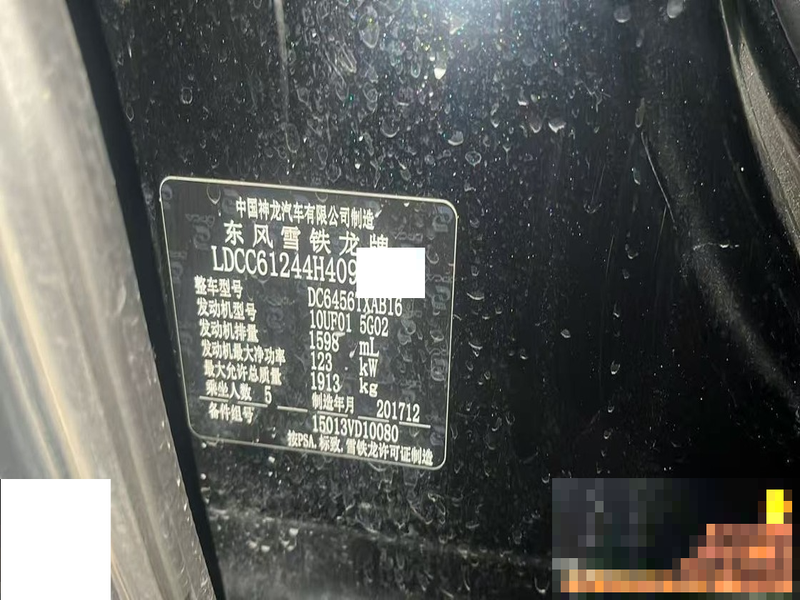 中国神龙汽车有限公司制造
东风雪铁龙牌
LDCC61244H409
整车型号 DC64561XAB16
发动机型号 10UF01 5G02
发动机排量 1598 mL
发动机最大净功率 123 kW
最大允许总质量 1913 kg
乘坐人数 5 制造年月 201712
备件组号 15013VD10080
按PSA,标致,雪铁龙许可证制造